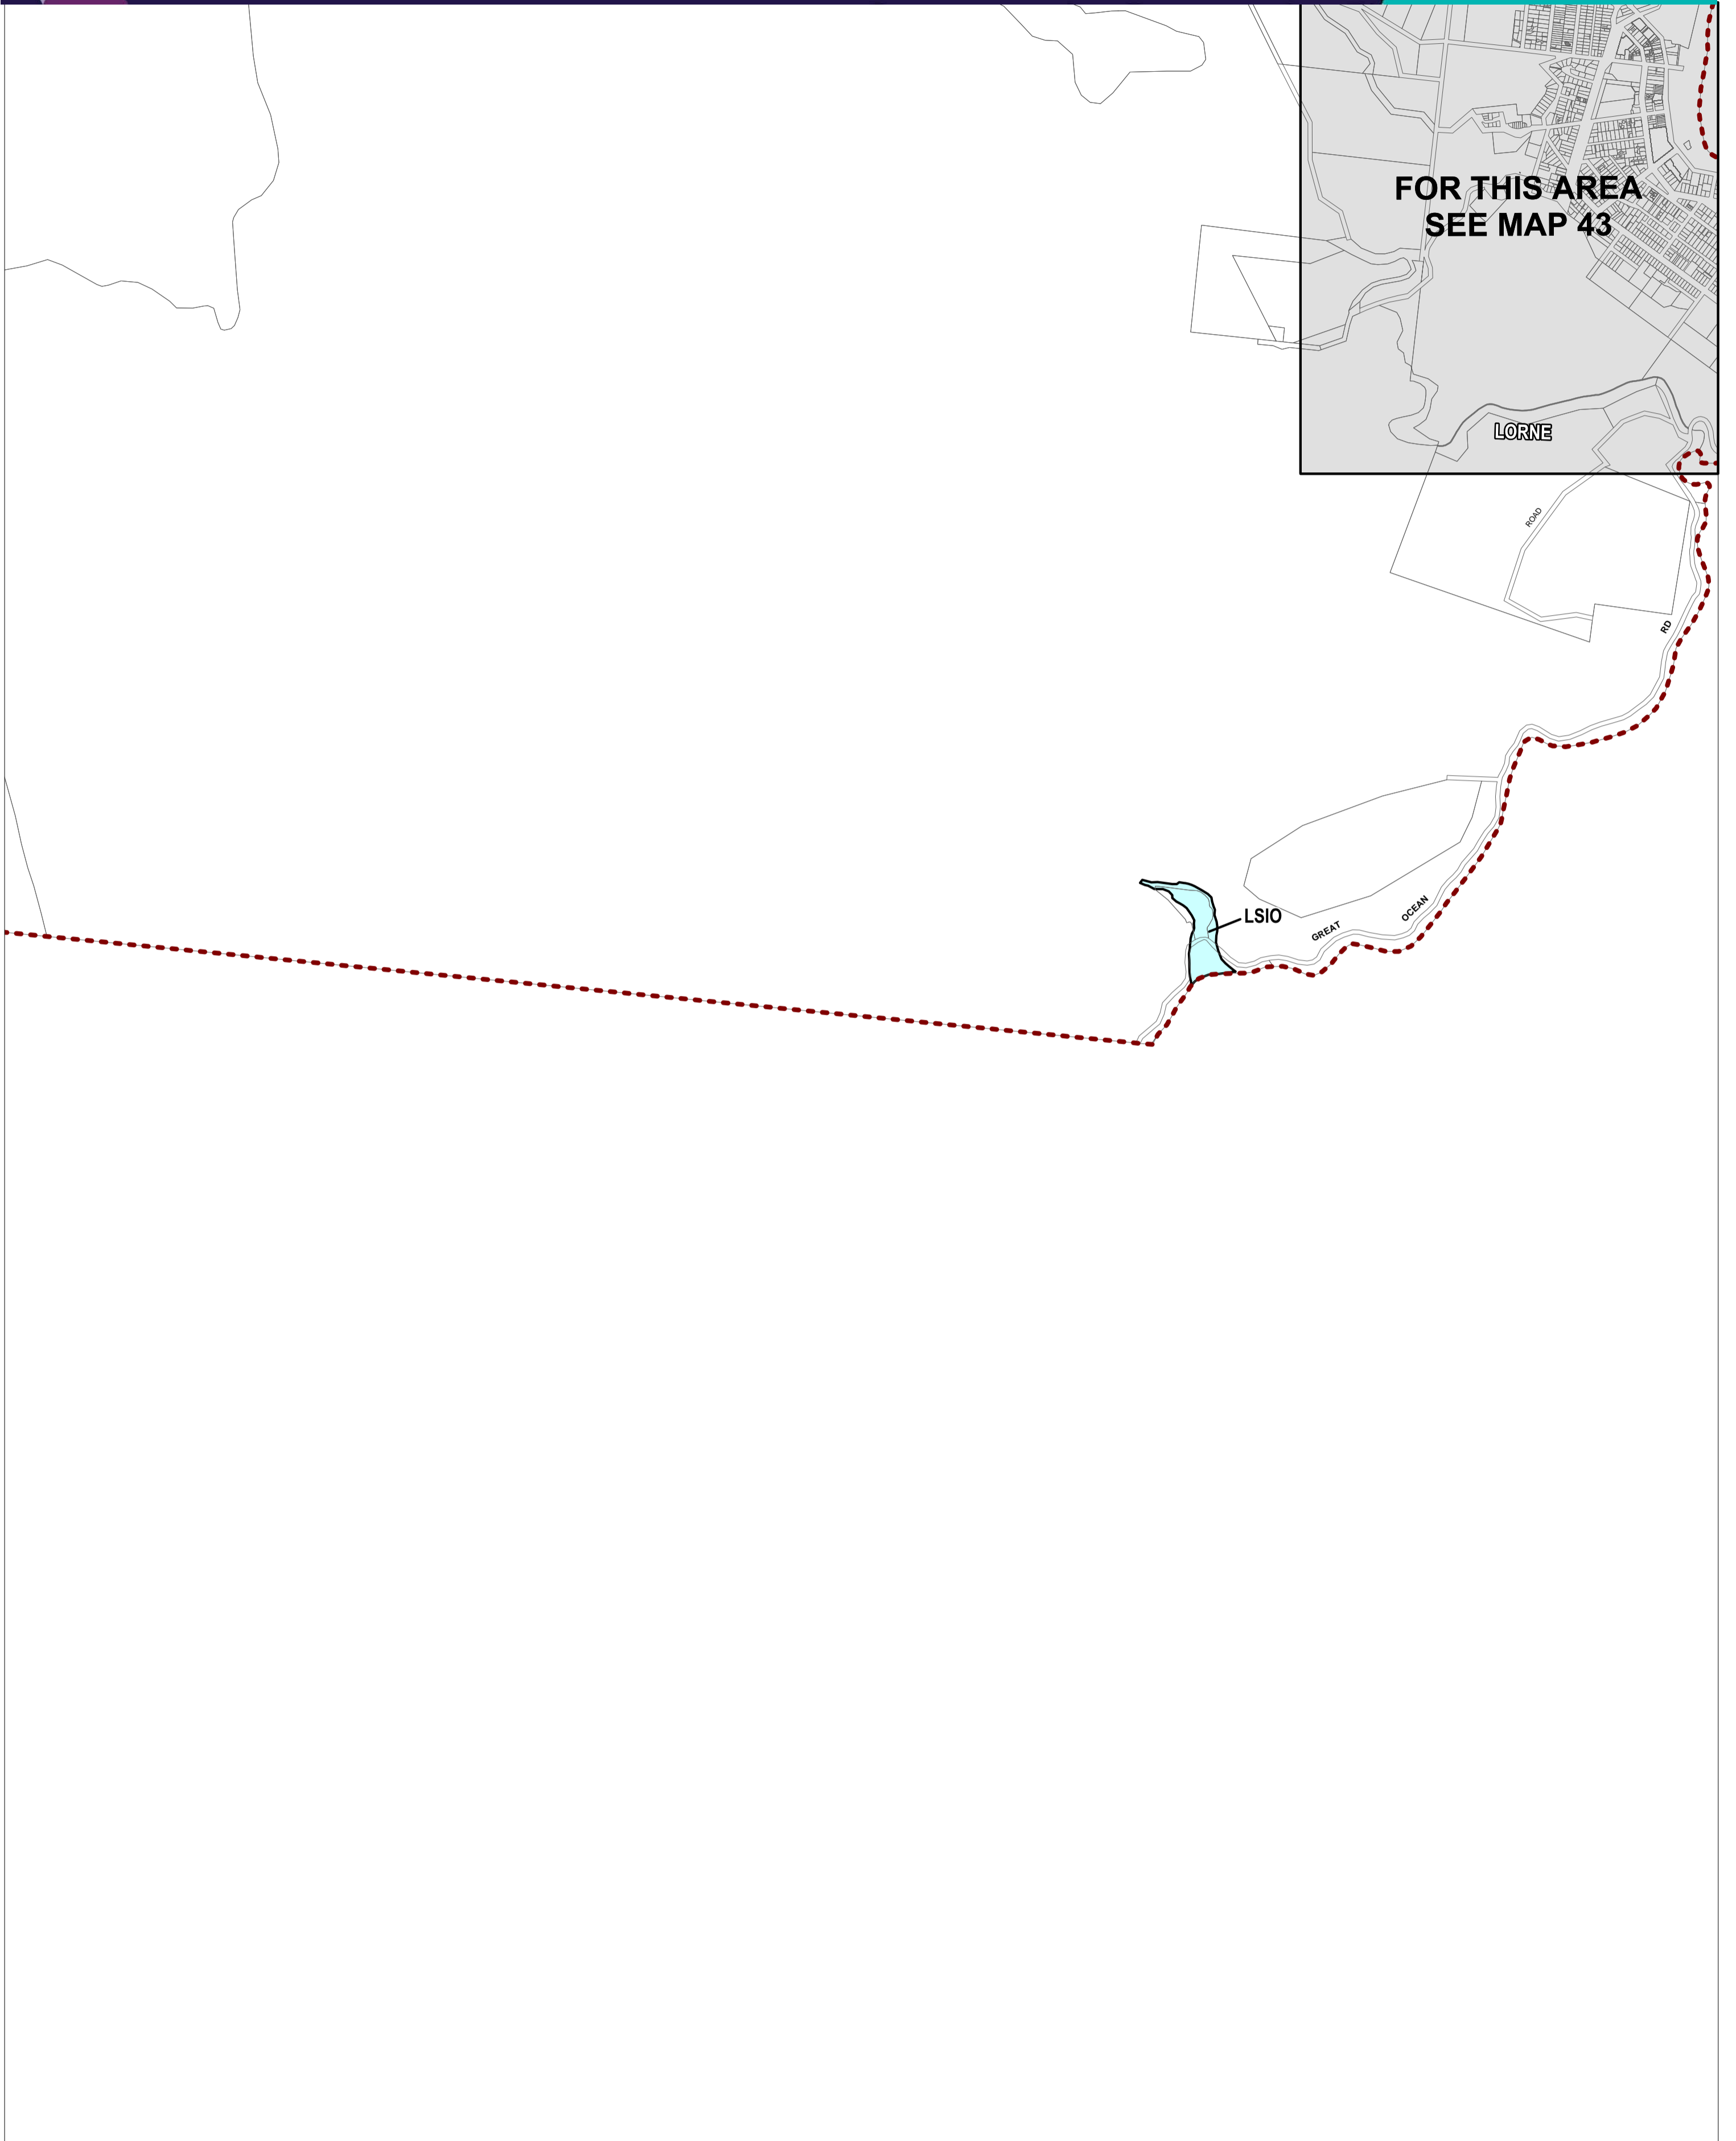 FOR THIS AREA
SEE MAP 43
LORNE
ROAD
RD
OCEAN
GREAT
LSIO